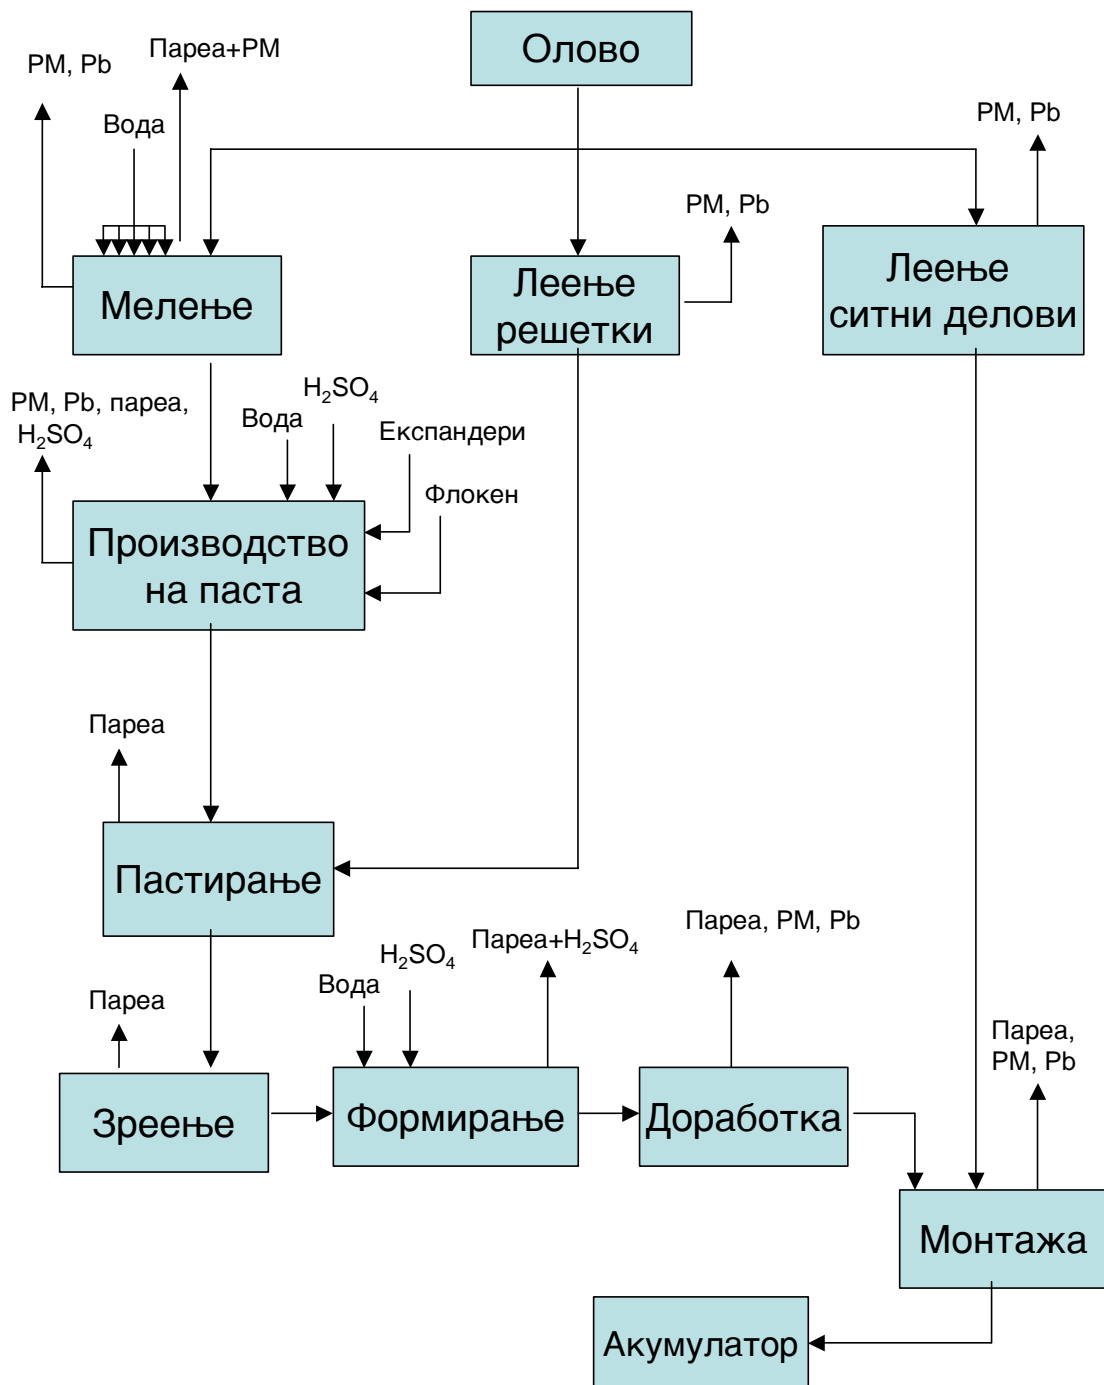 Олово
Пареа+PM
PM, Pb
Вода
PM, Pb
PM, Pb
Мелење
Леење
решетки
Леење
ситни делови
PM, Pb, пареа,
H₂SO₄
Вода
H₂SO₄
Експандери
Флокен
Производство
на паста
Пареа
Пастирање
Пареа
Вода
H₂SO₄
Пареа+H₂SO₄
Пареа, PM, Pb
Пареа,
PM, Pb
Зреење
Формирање
Доработка
Монтажа
Акумулатор